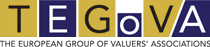 TEGoVA
THE EUROPEAN GROUP OF VALUERS' ASSOCIATIONS